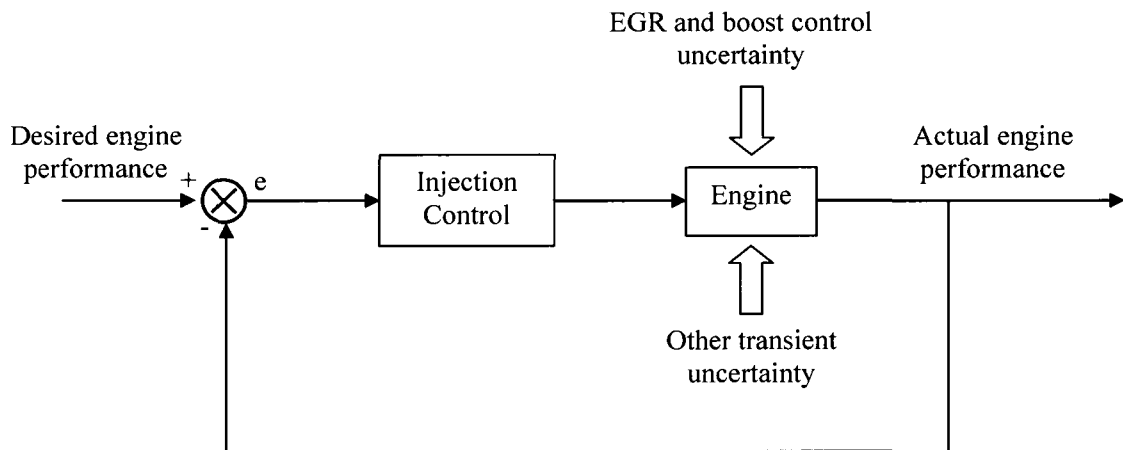 EGR and boost control
uncertainty
Desired engine
performance
Actual engine
performance
+
e
-
Injection
Control
Engine
Other transient
uncertainty